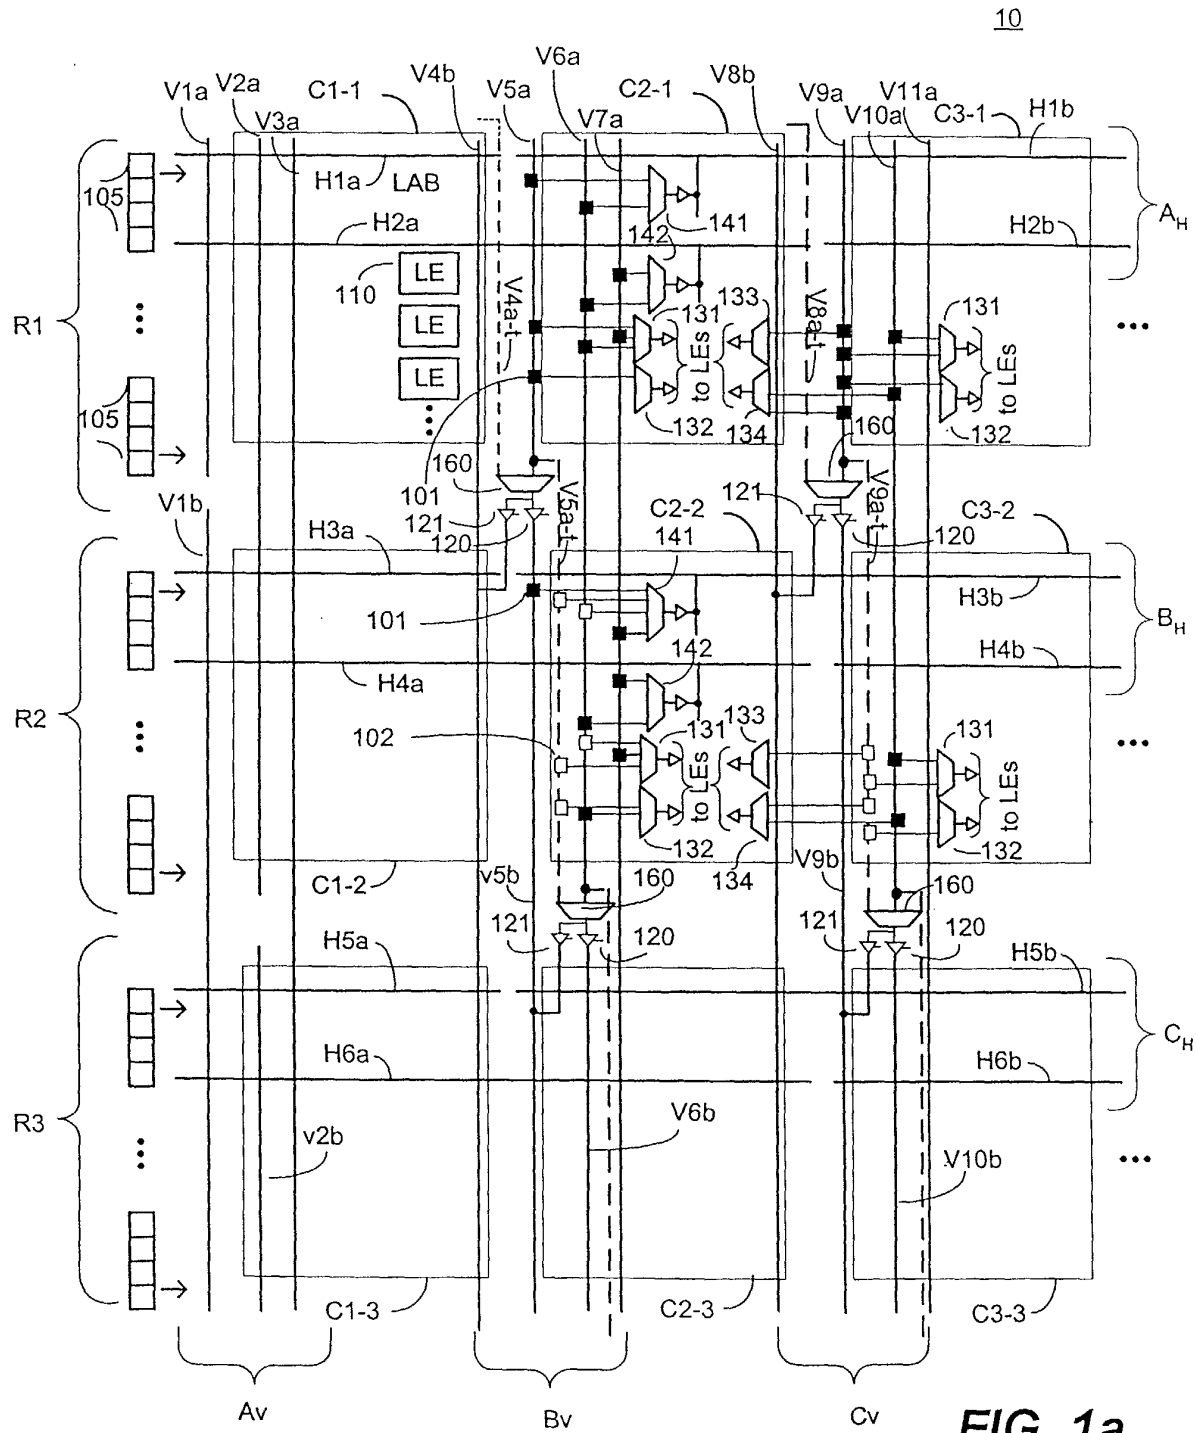 10
V6a
V2a
V4b
C1-1
V5a
C2-1
V8b
V9a
V11a
C3-1
H1b
V1a
V3a
V7a
V10a
H1a
LAB
105
141
A_H
H2a
142
H2b
110
LE
V4a-t
131
133
V8a-t
131
R1
LE
to LEs
to LEs
LE
105
132
134
132
160
160
101
121
V1b
121
V5a-t
C2-2
V9a-t
C3-2
H3a
120
141
120
101
H3b
B_H
142
H4b
H4a
R2
102
131
133
131
to LEs
to LEs
132
134
132
C1-2
v5b
160
V9b
160
121
120
121
120
H5a
H5b
C_H
H6a
H6b
R3
V6b
v2b
V10b
C1-3
C2-3
C3-3
Av
Bv
Cv
FIG. 1a